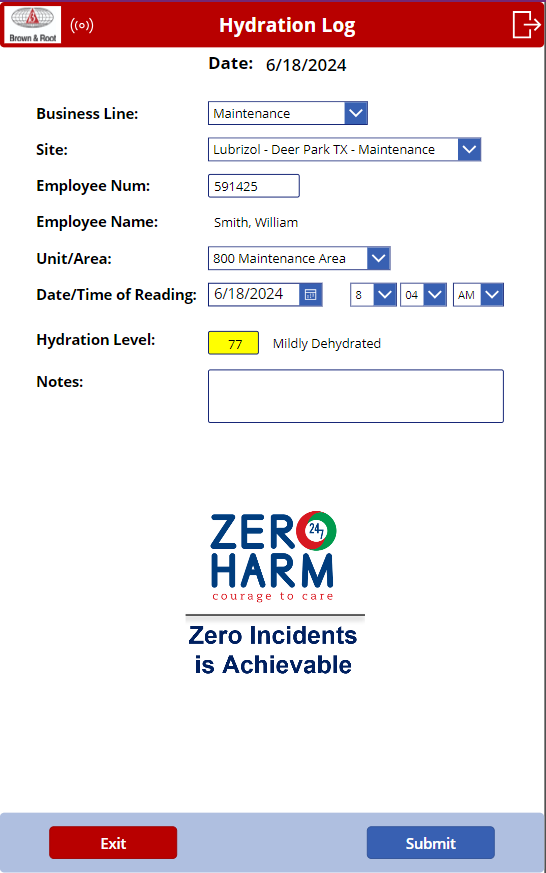 Brown & Root
Hydration Log
Date: 6/18/2024
Business Line: Maintenance
Site: Lubrizol - Deer Park TX - Maintenance
Employee Num: 591425
Employee Name: Smith, William
Unit/Area: 800 Maintenance Area
Date/Time of Reading: 6/18/2024 8 04 AM
Hydration Level: 77 Mildly Dehydrated
Notes:
ZERO 24/7
HARM
courage to care
Zero Incidents
is Achievable
Exit Submit